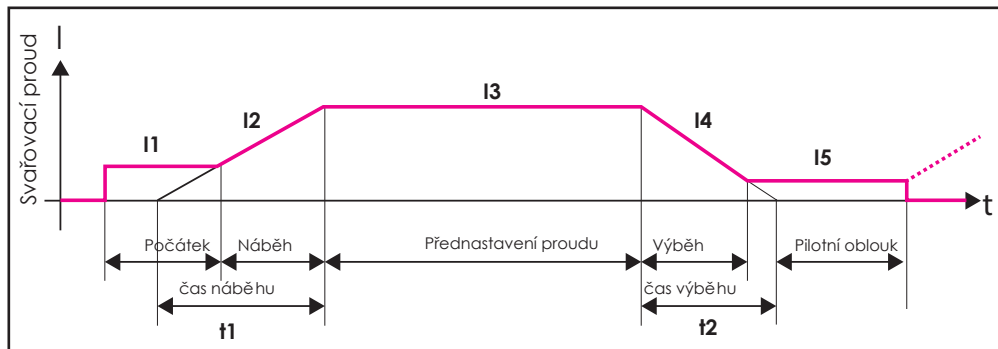 I
Svařovací proud
I1
I2
I3
I4
I5
t
Počátek
Náběh
Přednastavení proudu
Výběh
Pilotní oblouk
čas náběhu
čas výběhu
t1
t2